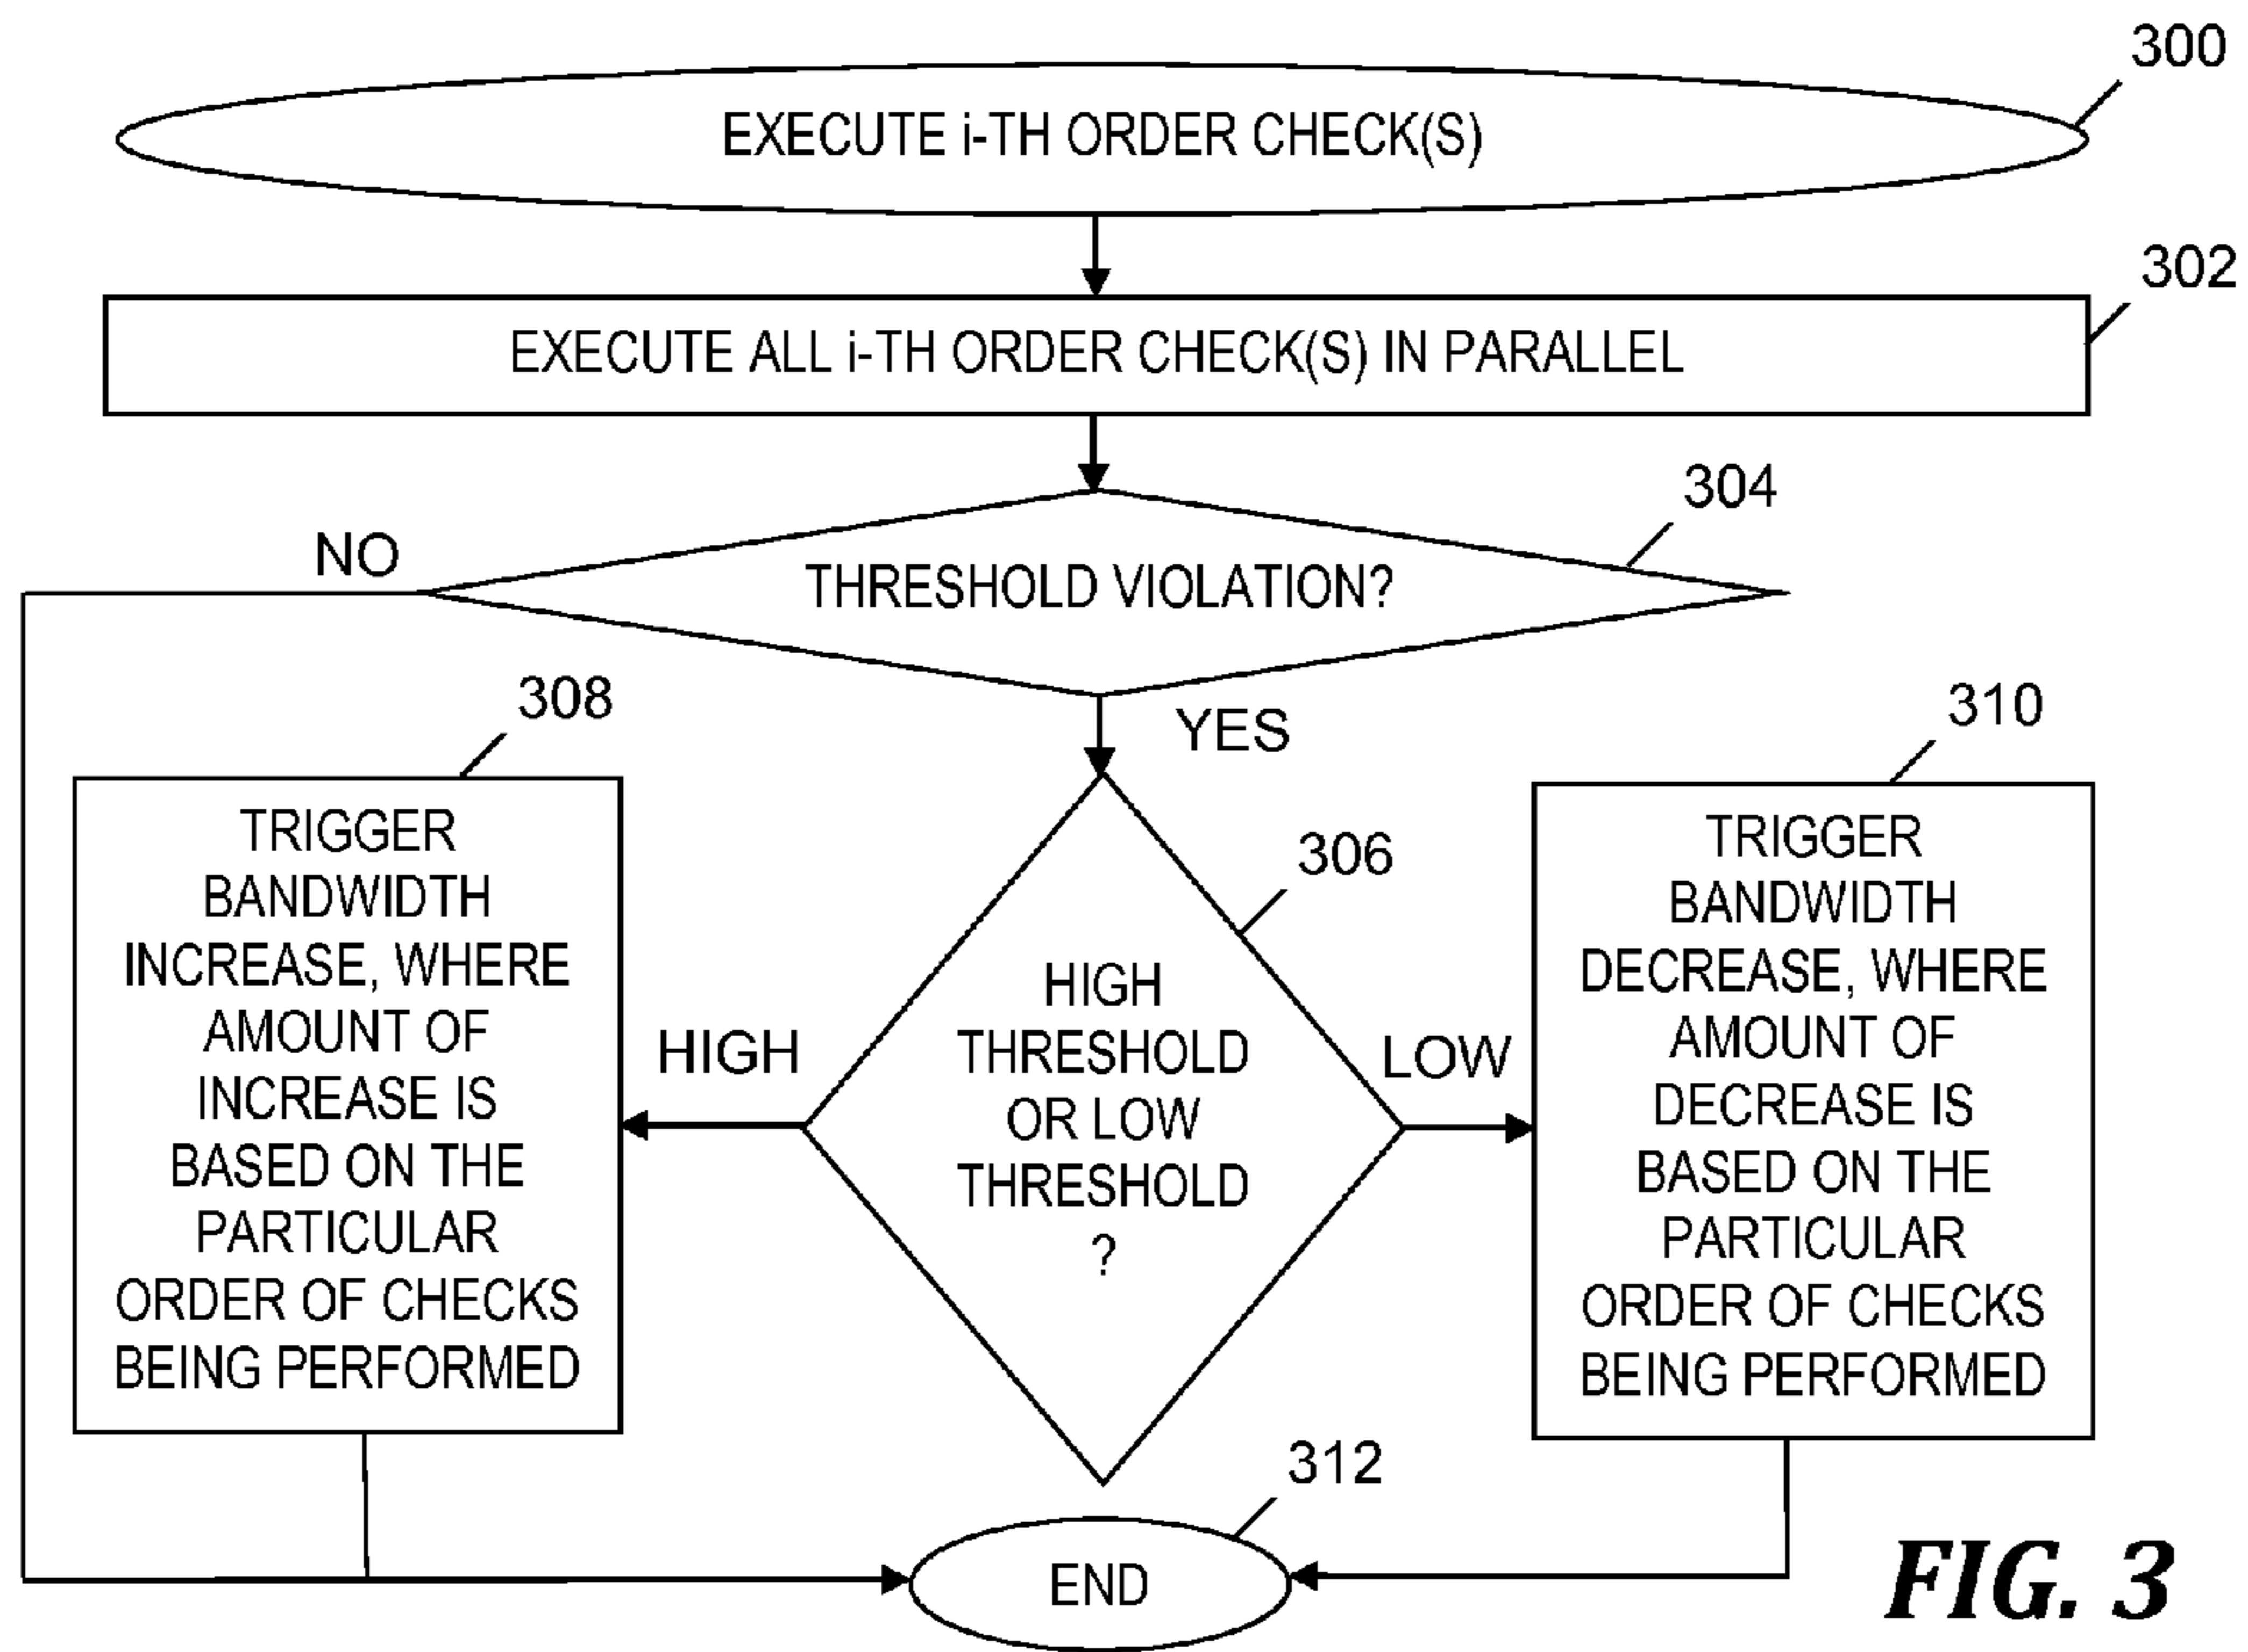 300
EXECUTE i-TH ORDER CHECK(S)
302
EXECUTE ALL i-TH ORDER CHECK(S) IN PARALLEL
304
NO
THRESHOLD VIOLATION?
YES
308
TRIGGER
BANDWIDTH
INCREASE, WHERE
AMOUNT OF
INCREASE IS
BASED ON THE
PARTICULAR
ORDER OF CHECKS
BEING PERFORMED
HIGH
306
HIGH
THRESHOLD
OR LOW
THRESHOLD
?
LOW
310
TRIGGER
BANDWIDTH
DECREASE, WHERE
AMOUNT OF
DECREASE IS
BASED ON THE
PARTICULAR
ORDER OF CHECKS
BEING PERFORMED
312
END
FIG. 3